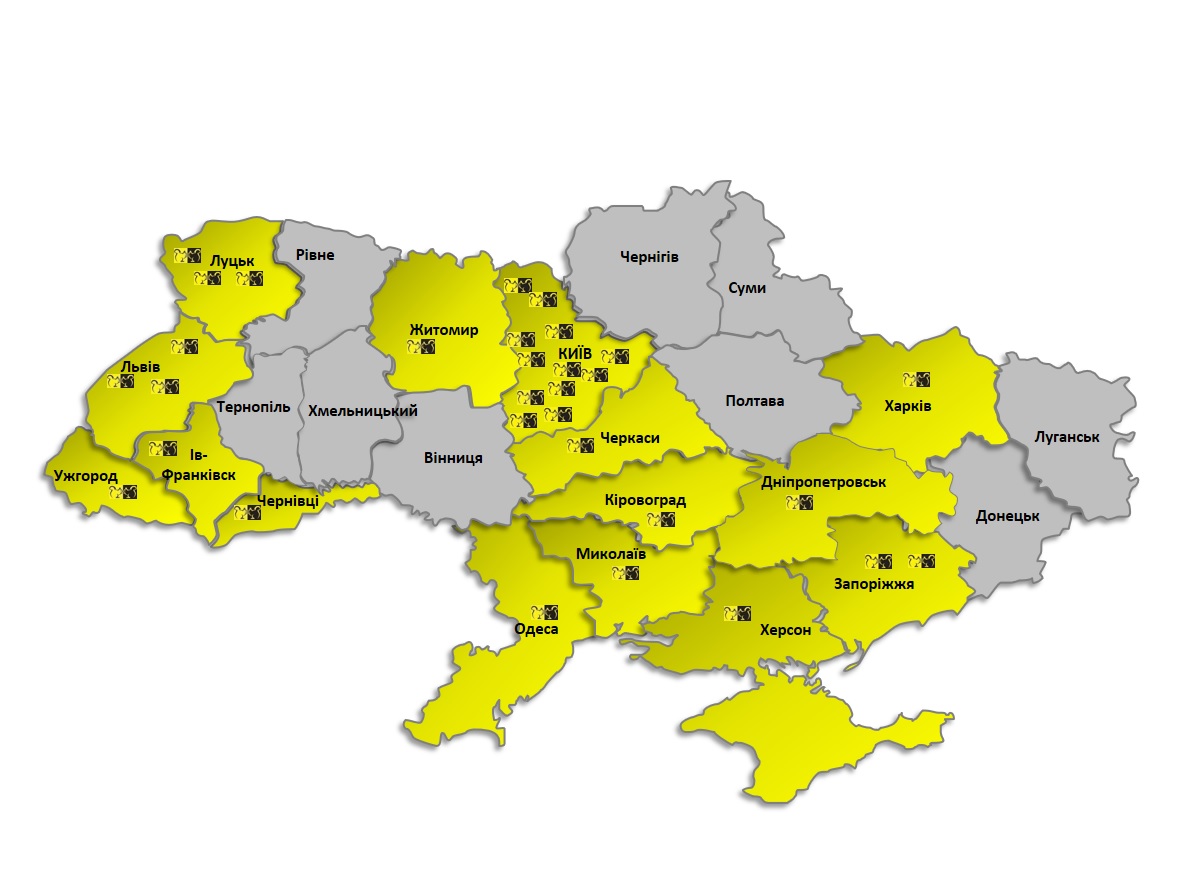 Чернігів
Рівне
Луцьк
Суми
Житомир
КИЇВ
Львів
Полтава
Харків
Тернопіль
Хмельницький
Луганськ
Черкаси
Вінниця
Ів-
Франківск
Ужгород
Дніпропетровськ
Чернівці
Кіровоград
Донецьк
Миколаїв
Запоріжжя
Одеса
Херсон